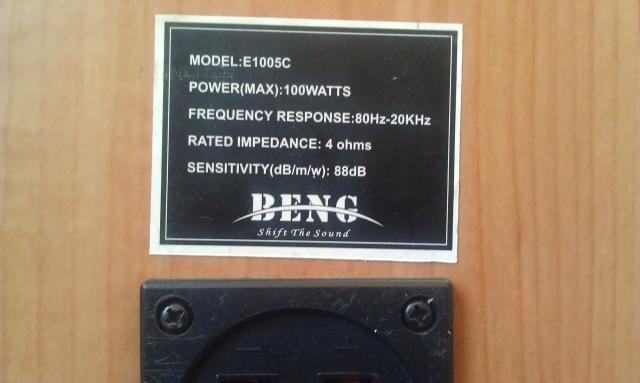 MODEL:E1005C
POWER(MAX):100WATTS
FREQUENCY RESPONSE:80Hz-20KHz
RATED IMPEDANCE: 4 ohms
SENSITIVITY(dB/m/w): 88dB
BENG
Shift The Sound